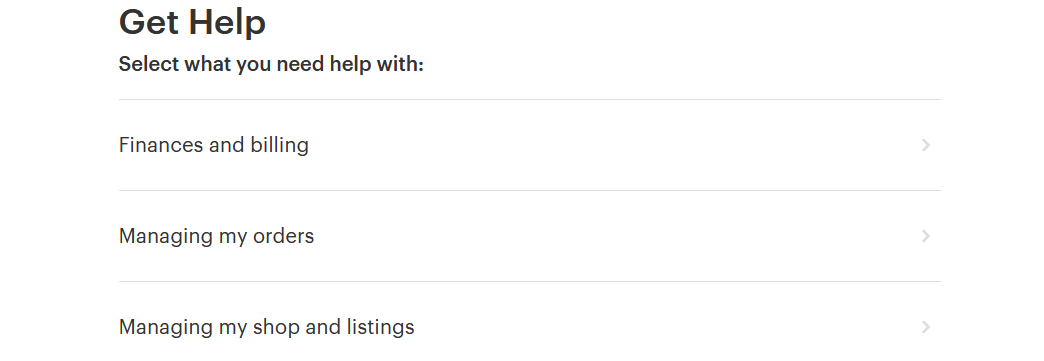 Get Help
Select what you need help with:
Finances and billing
Managing my orders
Managing my shop and listings